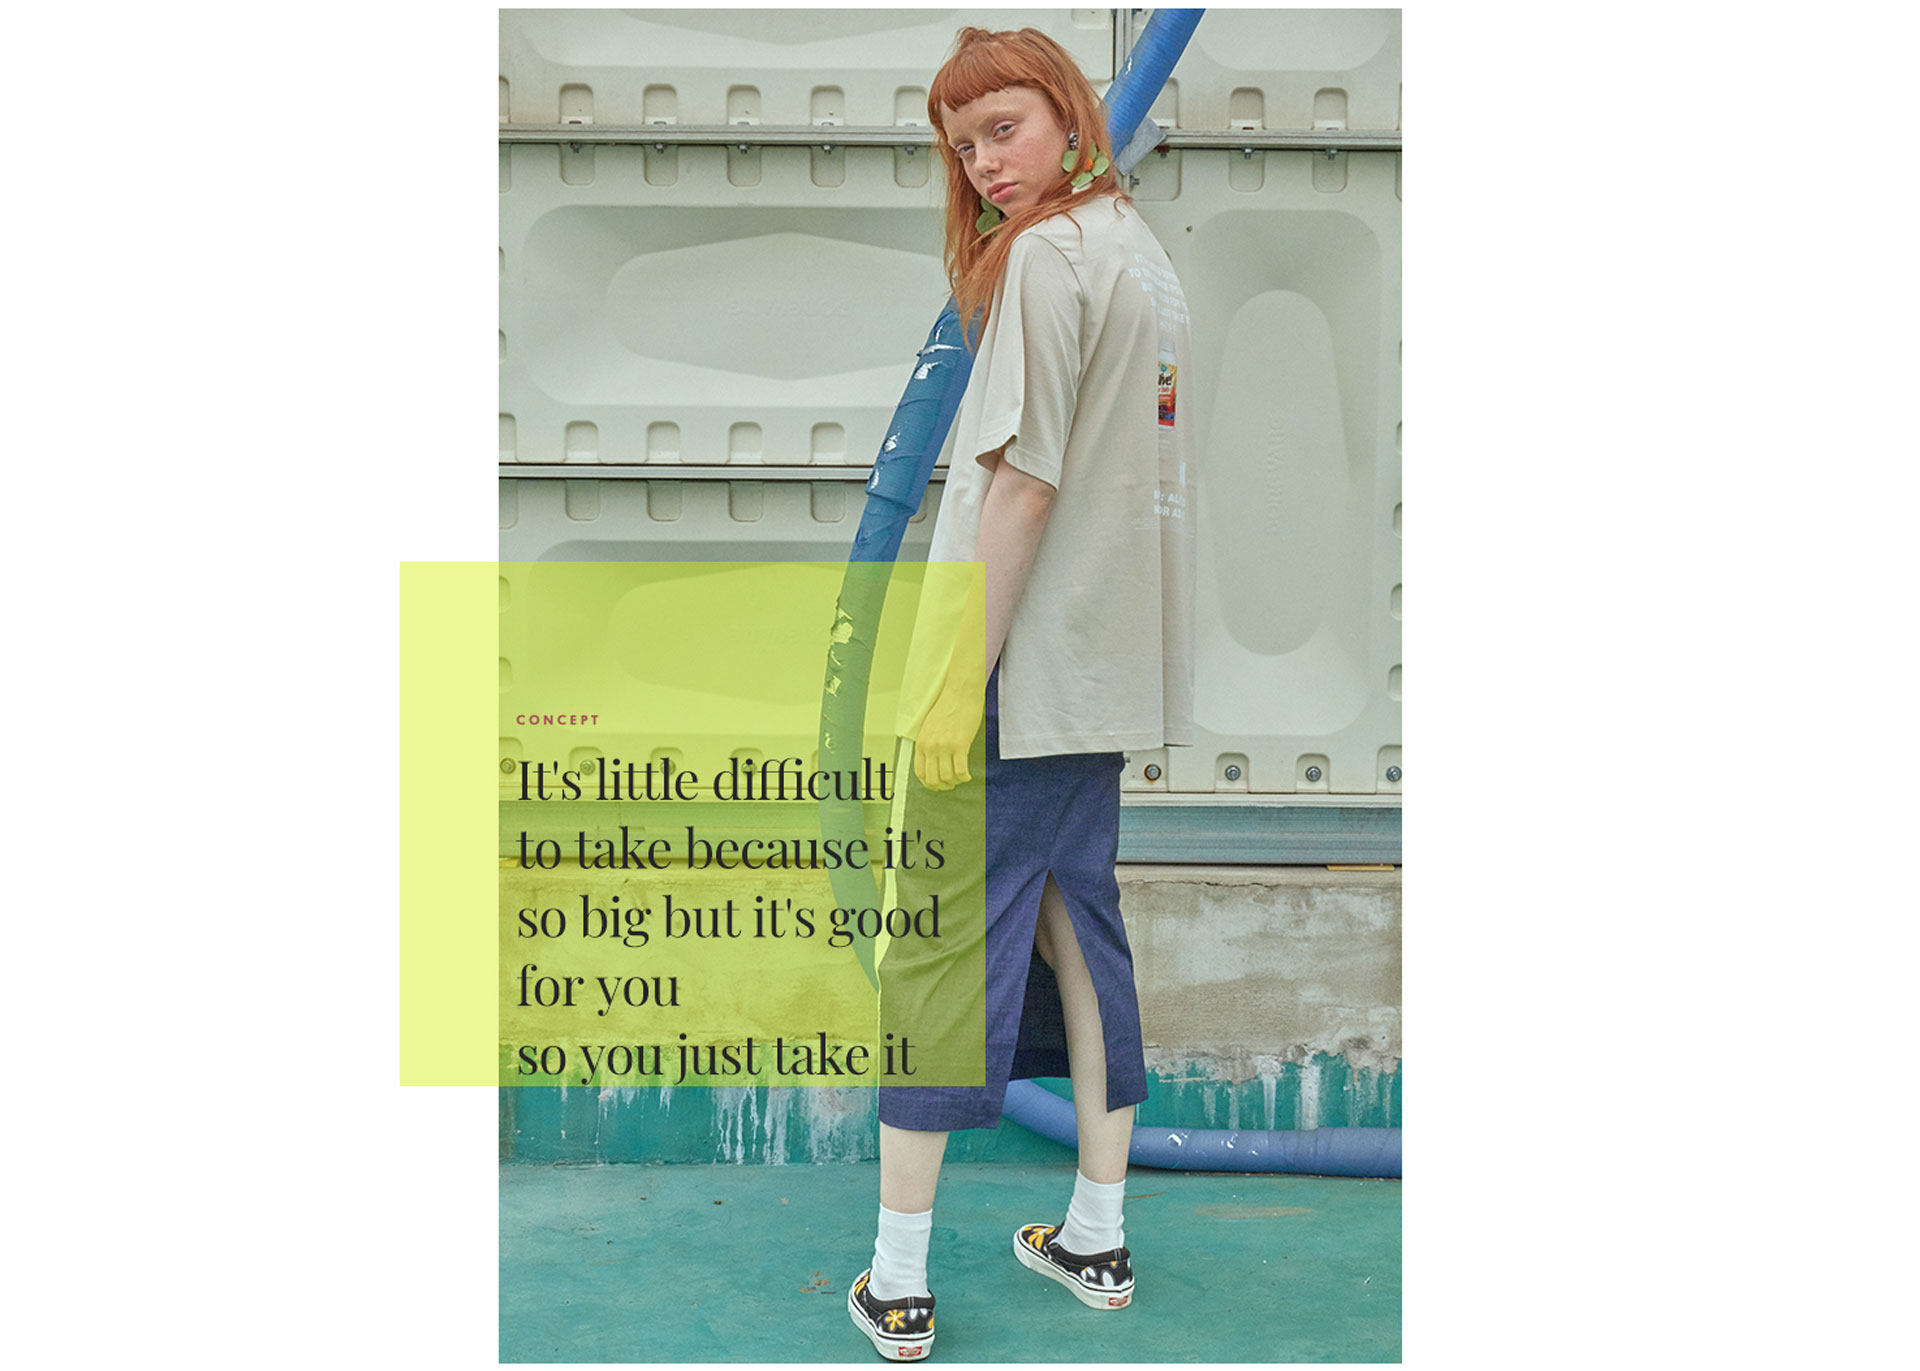 CONCEPT
It's little difficult
to take because it's
so big but it's good
for you
so you just take it